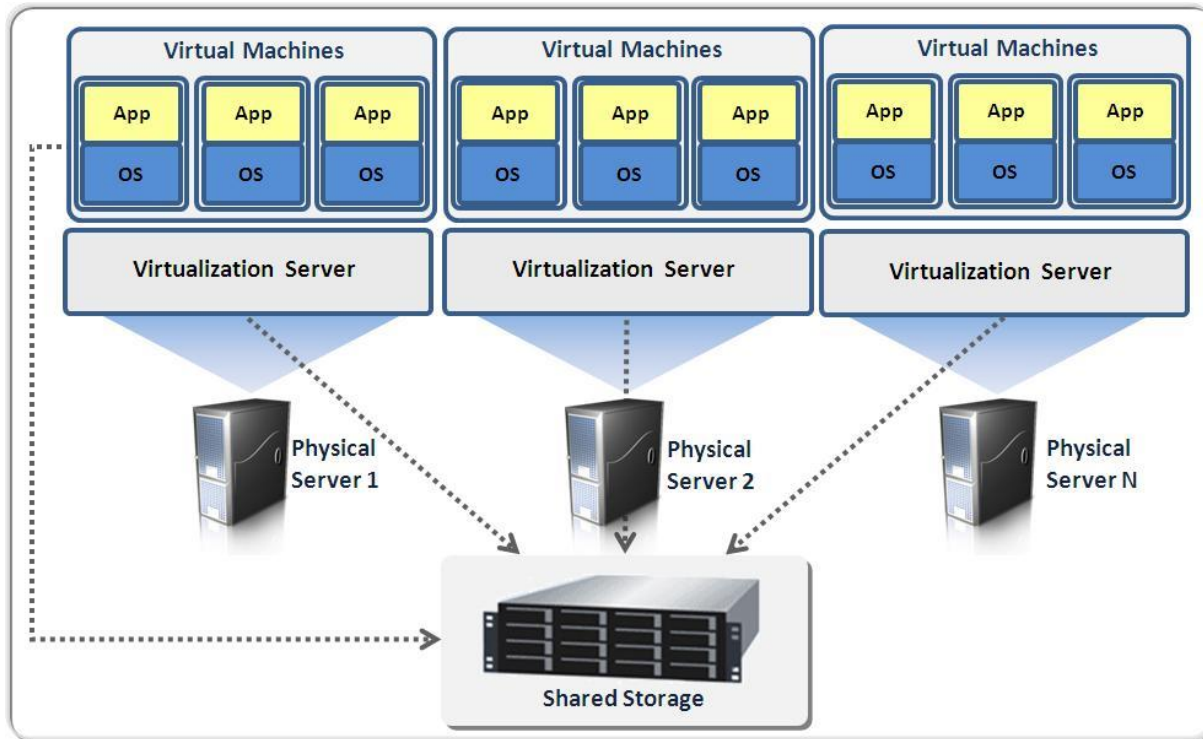 Virtual Machines
App App App
OS OS OS
Virtual Machines
App App App
OS OS OS
Virtual Machines
App App App
OS OS OS
Virtualization Server
Virtualization Server
Virtualization Server
Physical
Server 1
Physical
Server 2
Physical
Server N
Shared Storage